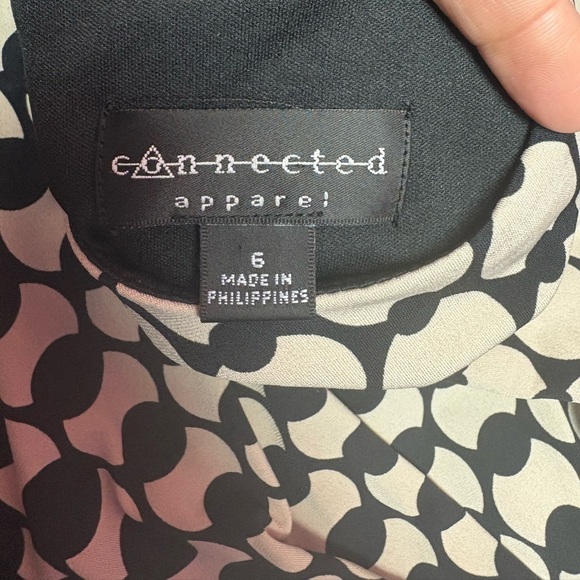 connected
apparel
6
MADE IN
PHILIPPINES